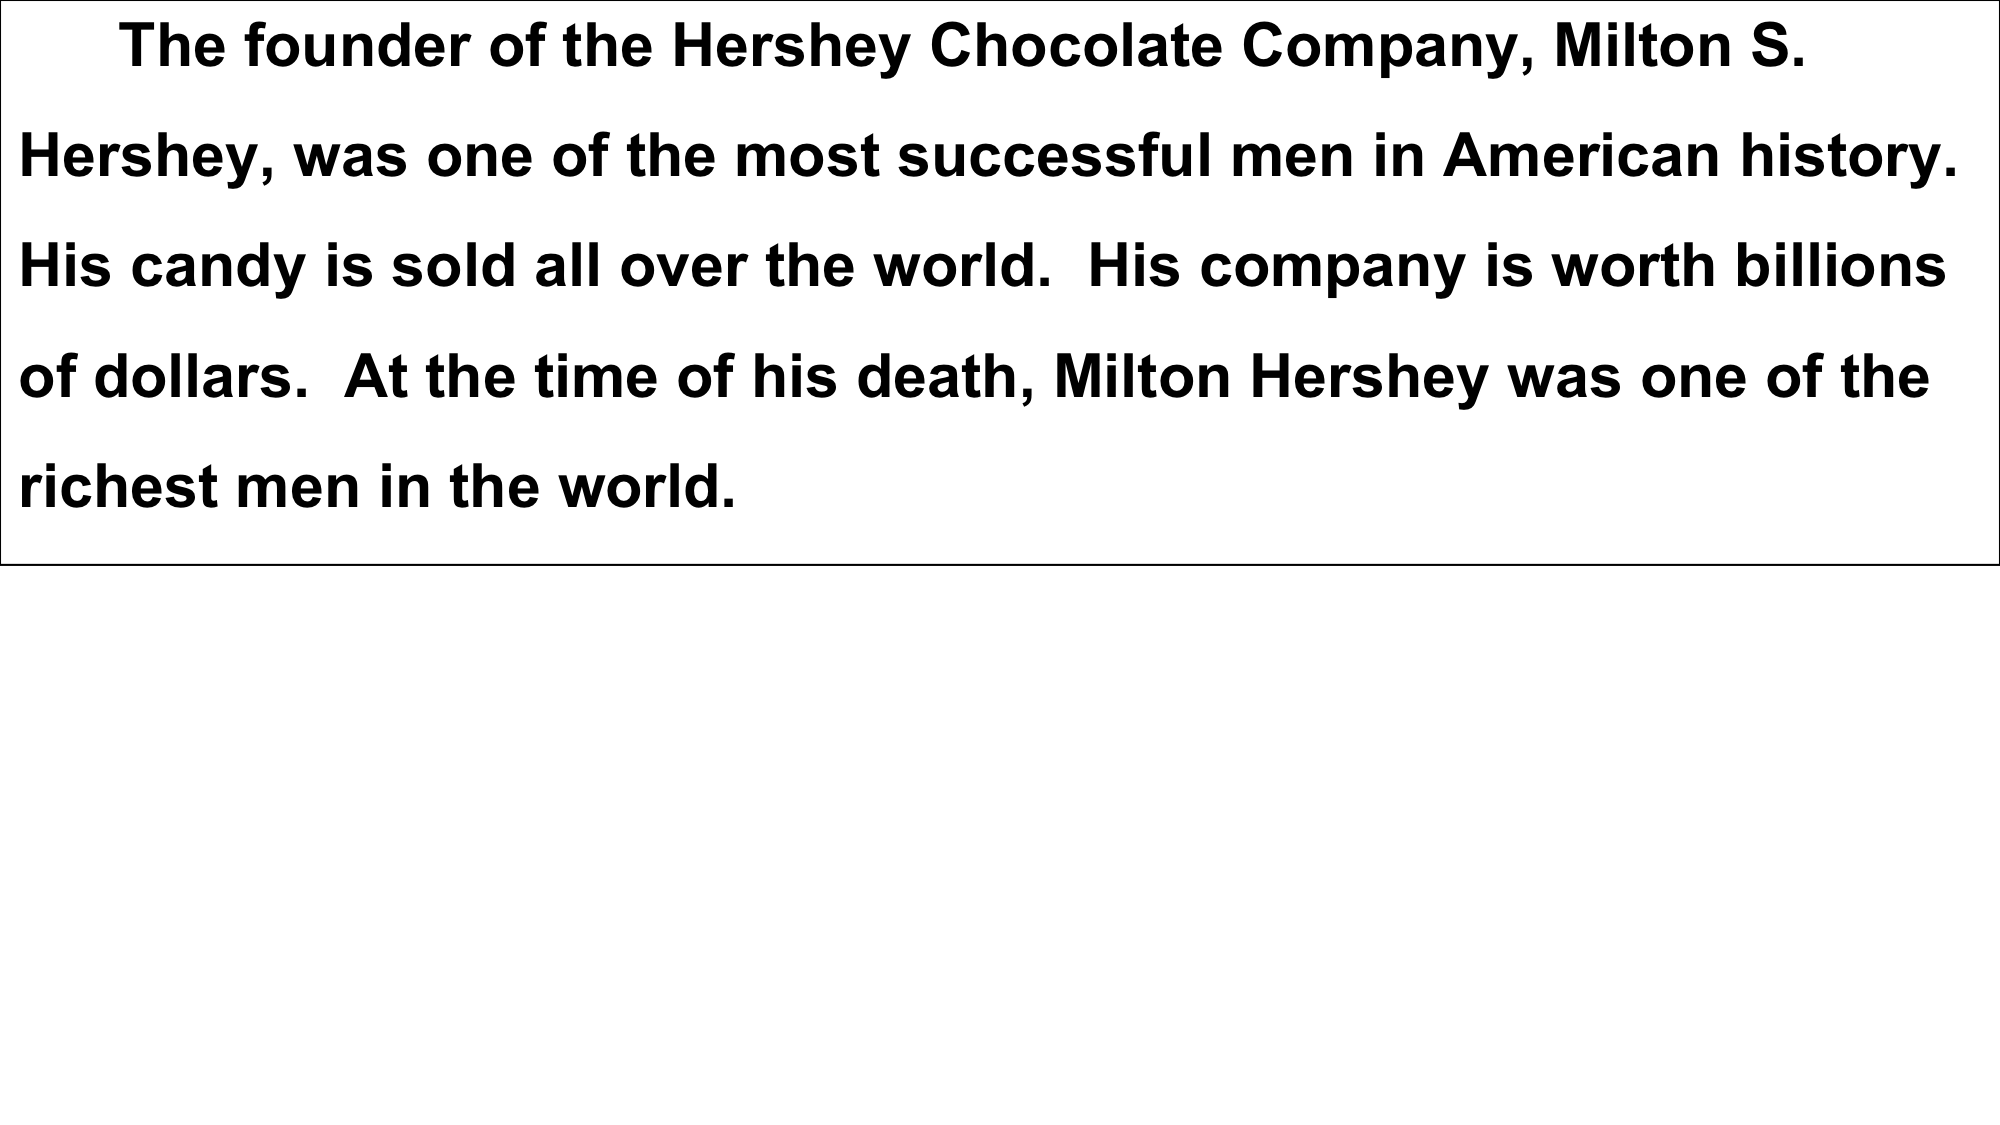 The founder of the Hershey Chocolate Company, Milton S.
Hershey, was one of the most successful men in American history.
His candy is sold all over the world.  His company is worth billions
of dollars.  At the time of his death, Milton Hershey was one of the
richest men in the world.